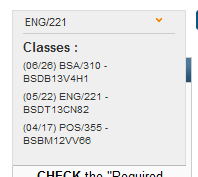 ENG/221
Classes :
(06/26) BSA/310 -
BSDB13V4H1
(05/22) ENG/221 -
BSDT13CN82
(04/17) POS/355 -
BSBM12VV66
CHECK the "Required